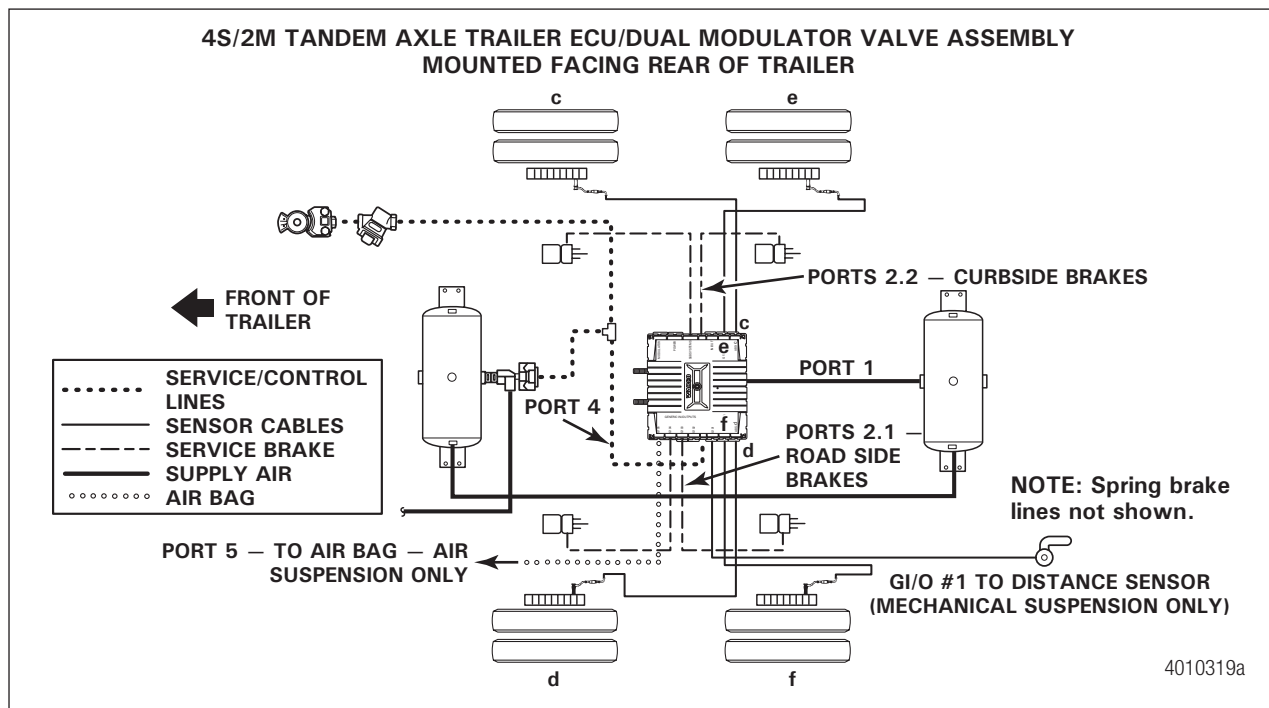 4S/2M TANDEM AXLE TRAILER ECU/DUAL MODULATOR VALVE ASSEMBLY
MOUNTED FACING REAR OF TRAILER
c
e
PORTS 2.2 — CURBSIDE BRAKES
FRONT OF
TRAILER
c
e
PORT 1
SERVICE/CONTROL
LINES
SENSOR CABLES
SERVICE BRAKE
SUPPLY AIR
AIR BAG
PORT 4
f
d
PORTS 2.1 —
ROAD SIDE
BRAKES
NOTE: Spring brake
lines not shown.
PORT 5 — TO AIR BAG — AIR
SUSPENSION ONLY
GI/O #1 TO DISTANCE SENSOR
(MECHANICAL SUSPENSION ONLY)
d
f
4010319a